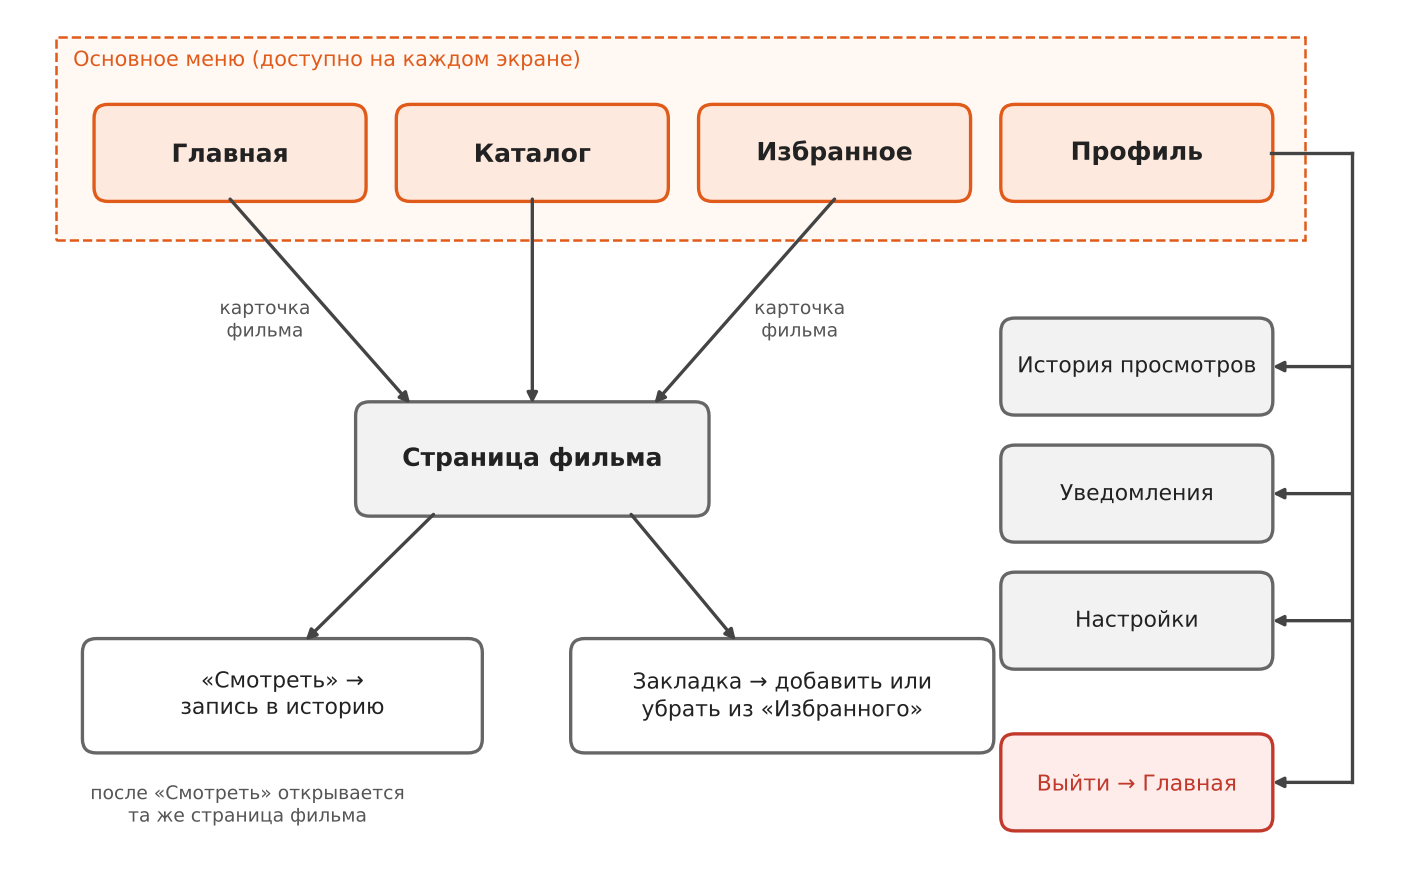 Основное меню (доступно на каждом экране)
Главная
Каталог
Избранное
Профиль
карточка
фильма
карточка
фильма
История просмотров
Страница фильма
Уведомления
Настройки
«Смотреть» →
запись в историю
Закладка → добавить или
убрать из «Избранного»
Выйти → Главная
после «Смотреть» открывается
та же страница фильма